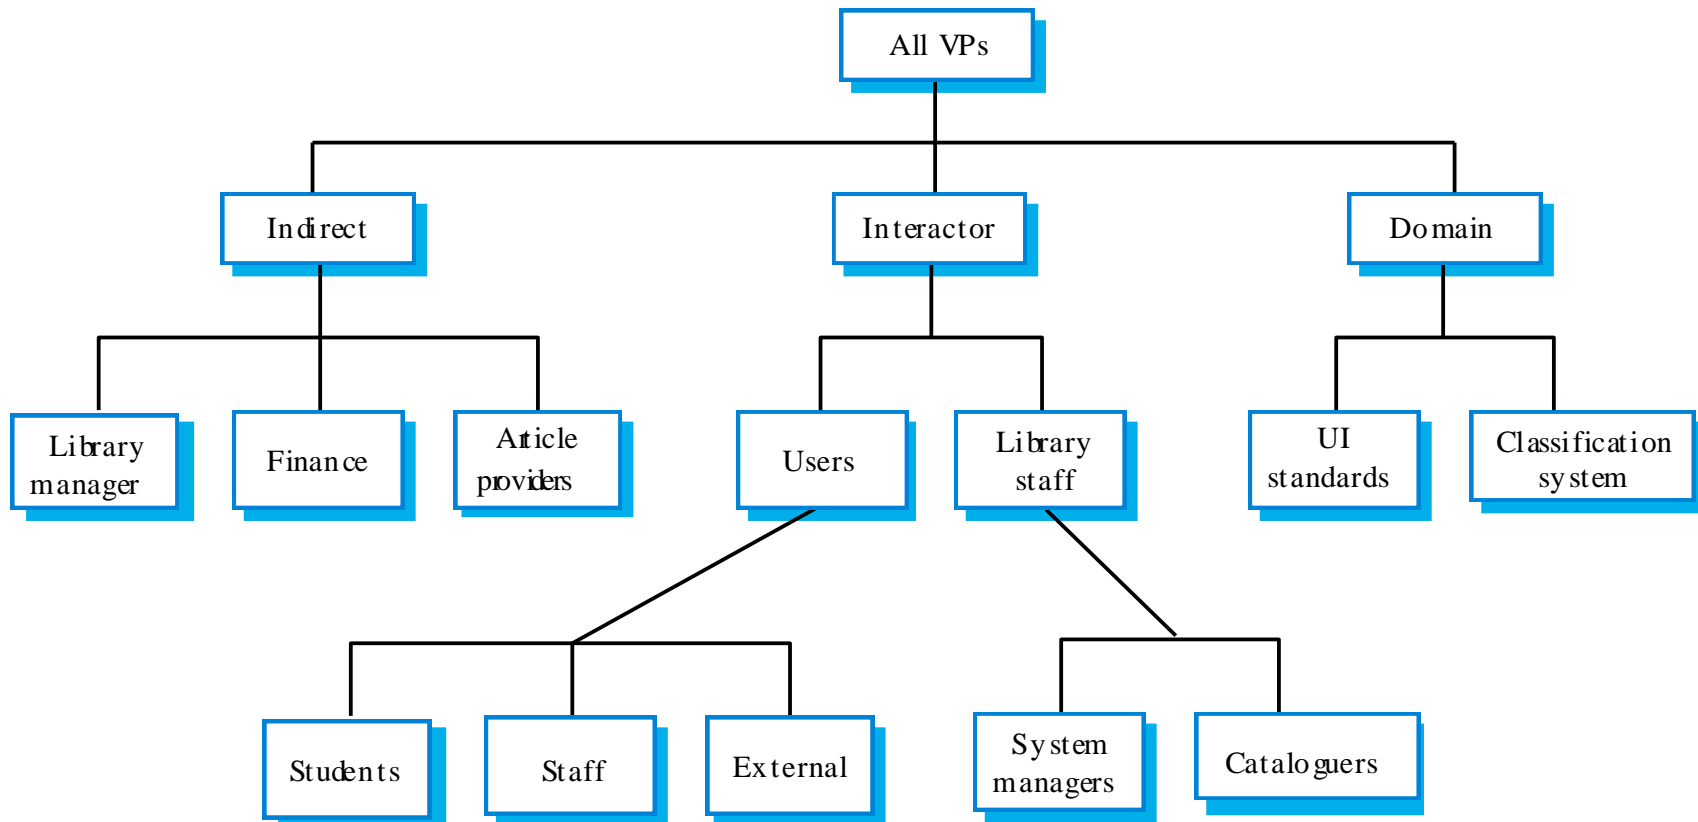 All VPs
Indirect
Interactor
Domain
Library
manager
Finance
Article
providers
Users
Library
staff
UI
standards
Classification
system
Students
Staff
External
System
managers
Cataloguers